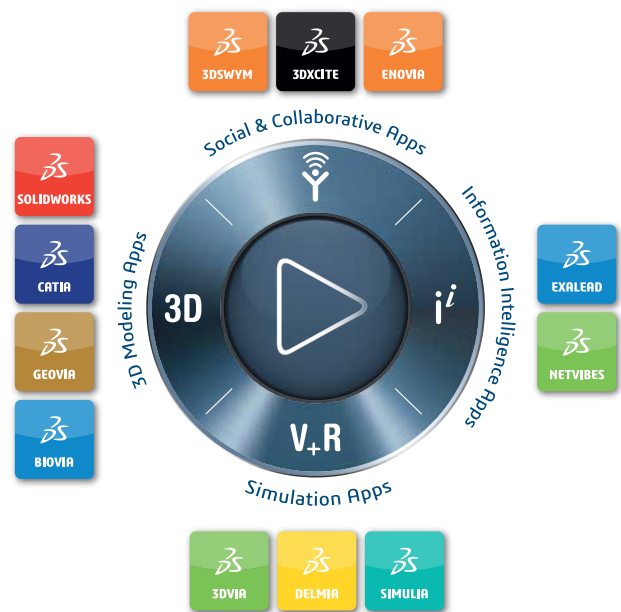 3DSWYM
3DXCITE
ENOVIA
Social & Collaborative Apps
SOLIDWORKS
CATIA
GEOVIA
BIOVIA
3D Modeling Apps
3D
Information Intelligence Apps
iⁱ
EXALEAD
NETVIBES
V+R
Simulation Apps
3DVIA
DELMIA
SIMULIA